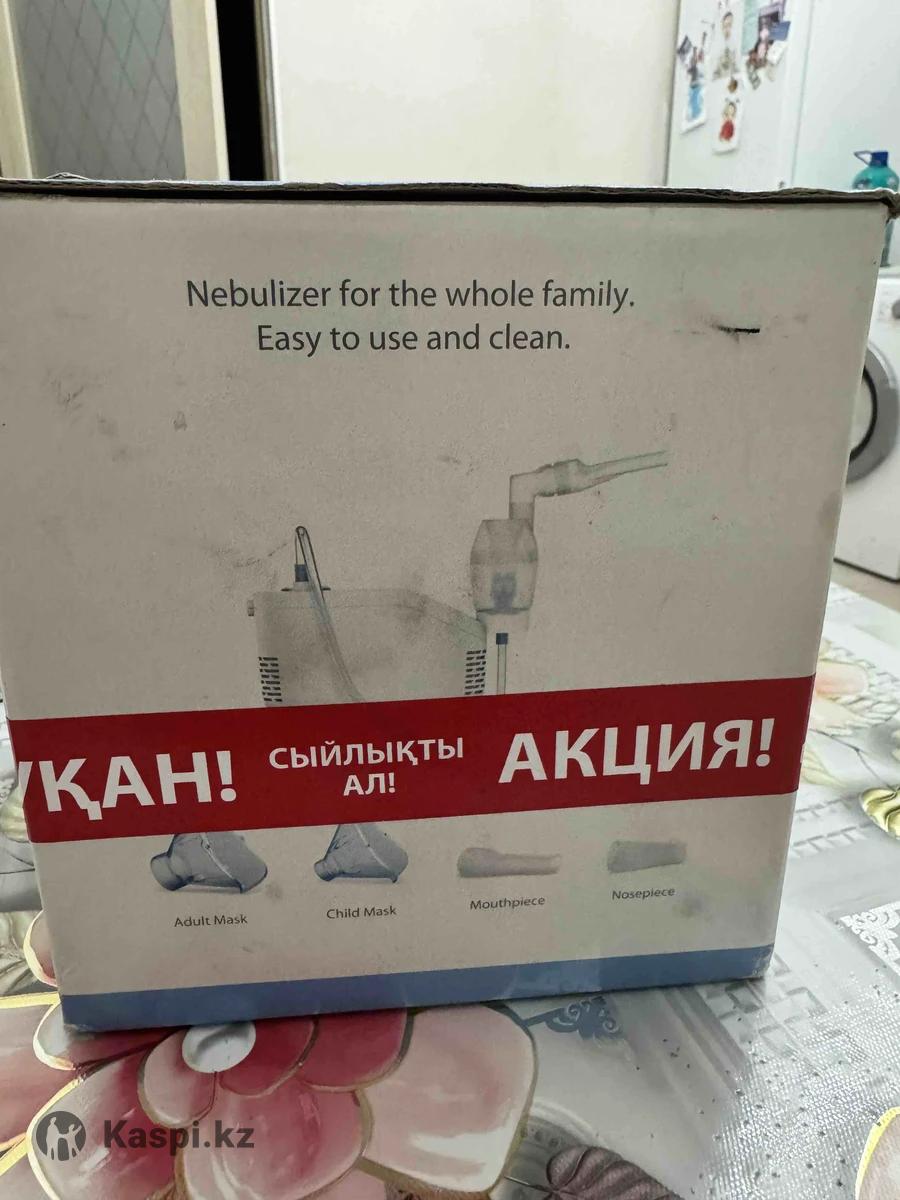 Nebulizer for the whole family.
Easy to use and clean.
ҚАН! СЫЙЛЫҚТЫ АЛ! АКЦИЯ!
Adult Mask
Child Mask
Mouthpiece
Nosepiece
Kaspi.kz